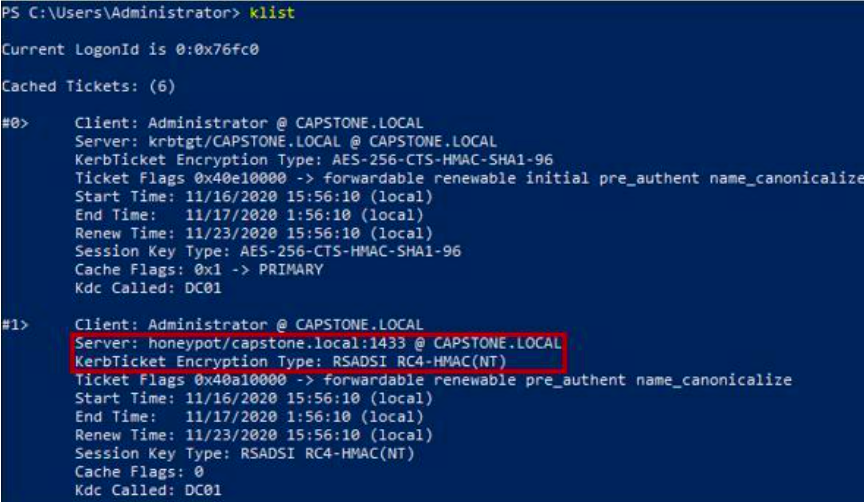 PS C:\Users\Administrator> klist
Current LogonId is 0:0x76fc0
Cached Tickets: (6)
#0> Client: Administrator @ CAPSTONE.LOCAL
Server: krbtgt/CAPSTONE.LOCAL @ CAPSTONE.LOCAL
KerbTicket Encryption Type: AES-256-CTS-HMAC-SHA1-96
Ticket Flags 0x40e10000 -> forwardable renewable initial pre_authent name_canonicalize
Start Time: 11/16/2020 15:56:10 (local)
End Time: 11/17/2020 1:56:10 (local)
Renew Time: 11/23/2020 15:56:10 (local)
Session Key Type: AES-256-CTS-HMAC-SHA1-96
Cache Flags: 0x1 -> PRIMARY
Kdc Called: DC01
#1> Client: Administrator @ CAPSTONE.LOCAL
Server: honeypot/capstone.local:1433 @ CAPSTONE.LOCAL
KerbTicket Encryption Type: RSADSI RC4-HMAC(NT)
Ticket Flags 0x40a10000 -> forwardable renewable pre_authent name_canonicalize
Start Time: 11/16/2020 15:56:10 (local)
End Time: 11/17/2020 1:56:10 (local)
Renew Time: 11/23/2020 15:56:10 (local)
Session Key Type: RSADSI RC4-HMAC(NT)
Cache Flags: 0
Kdc Called: DC01